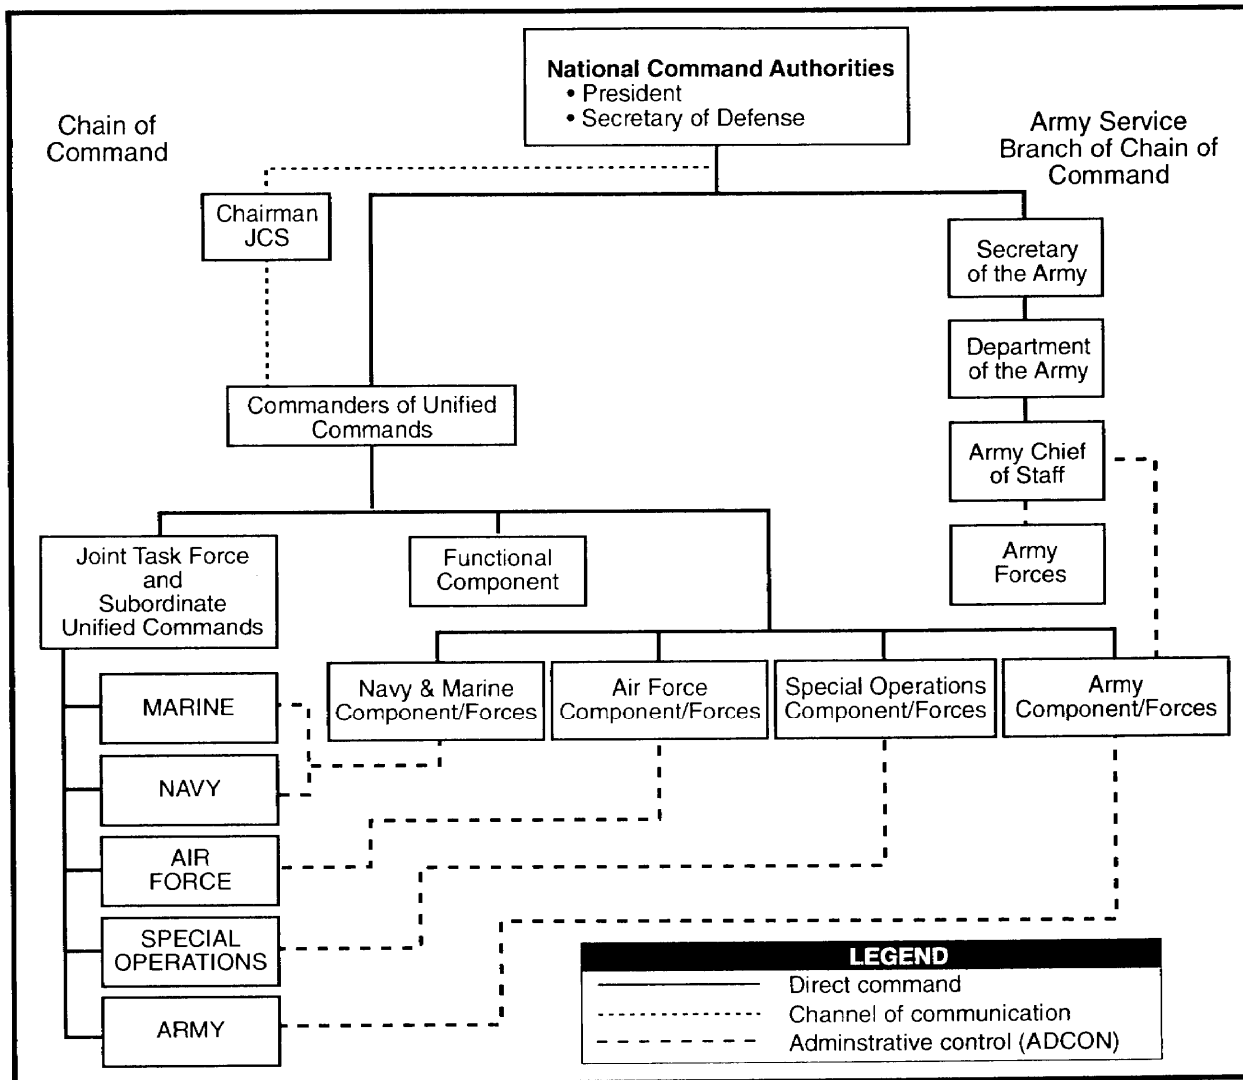 National Command Authorities
• President
• Secretary of Defense
Chain of
Command
Army Service
Branch of Chain of
Command
Chairman
JCS
Secretary
of the Army
Department
of the Army
Commanders of Unified
Commands
Army Chief
of Staff
Joint Task Force
and
Subordinate
Unified Commands
Functional
Component
Army
Forces
Navy & Marine
Component/Forces
Air Force
Component/Forces
Special Operations
Component/Forces
Army
Component/Forces
MARINE
NAVY
AIR
FORCE
SPECIAL
OPERATIONS
ARMY
LEGEND
Direct command
Channel of communication
Adminstrative control (ADCON)